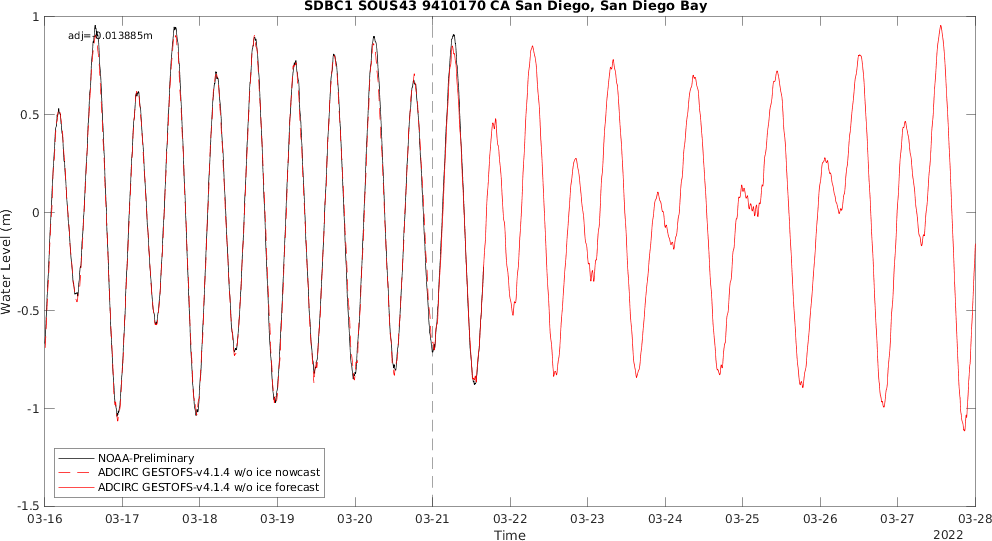 SDBC1 SOUS43 9410170 CA San Diego, San Diego Bay
adj=-0.013885m
1
0.5
0
-0.5
-1
-1.5
Water Level (m)
NOAA-Preliminary
ADCIRC GESTOFS-v4.1.4 w/o ice nowcast
ADCIRC GESTOFS-v4.1.4 w/o ice forecast
03-16 03-17 03-18 03-19 03-20 03-21 03-22 03-23 03-24 03-25 03-26 03-27 03-28
Time
2022